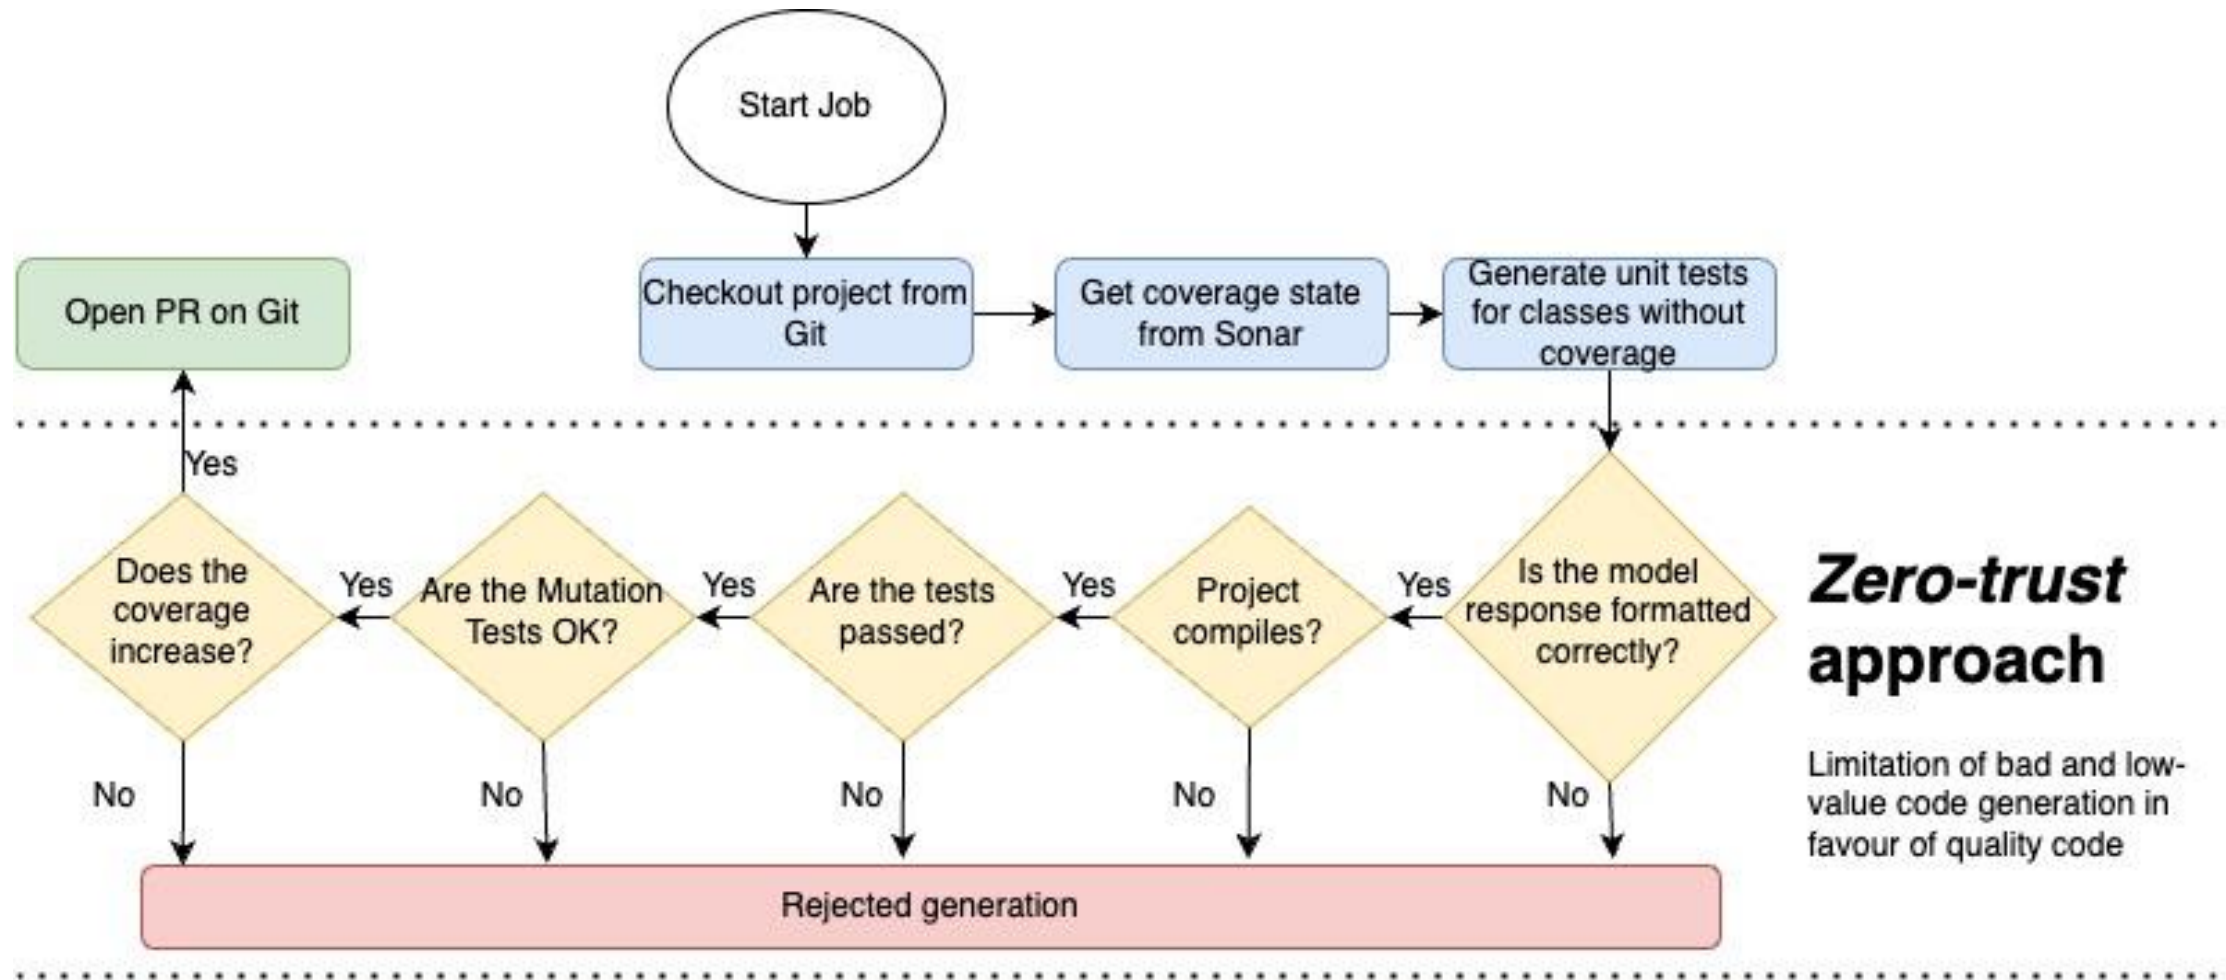 Start Job
Open PR on Git
Checkout project from
Git
Get coverage state
from Sonar
Generate unit tests
for classes without
coverage
Yes
Does the
coverage
increase?
Yes
Are the Mutation
Tests OK?
Yes
Are the tests
passed?
Yes
Project
compiles?
Yes
Is the model
response formatted
correctly?
Zero-trust
approach
Limitation of bad and low-
value code generation in
favour of quality code
No
No
No
No
No
Rejected generation